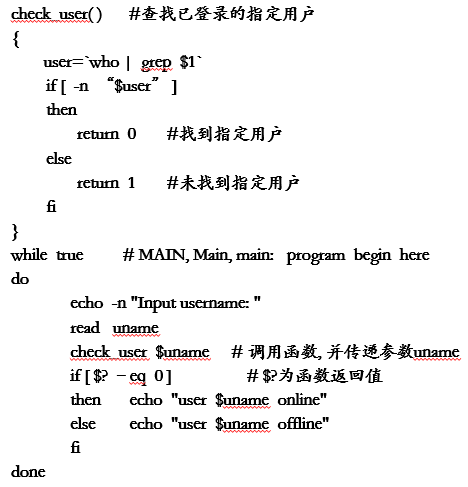 check_user()    #查找已登录的指定用户
{
user=`who | grep $1`
if [ -n “$user” ]
then
return 0    #找到指定用户
else
return 1    #未找到指定用户
fi
}
while true    # MAIN, Main, main: program begin here
do
echo -n "Input username: "
read uname
check_user $uname    # 调用函数, 并传递参数uname
if [ $? –eq 0 ]    # $?为函数返回值
then    echo "user $uname online"
else    echo "user $uname offline"
fi
done